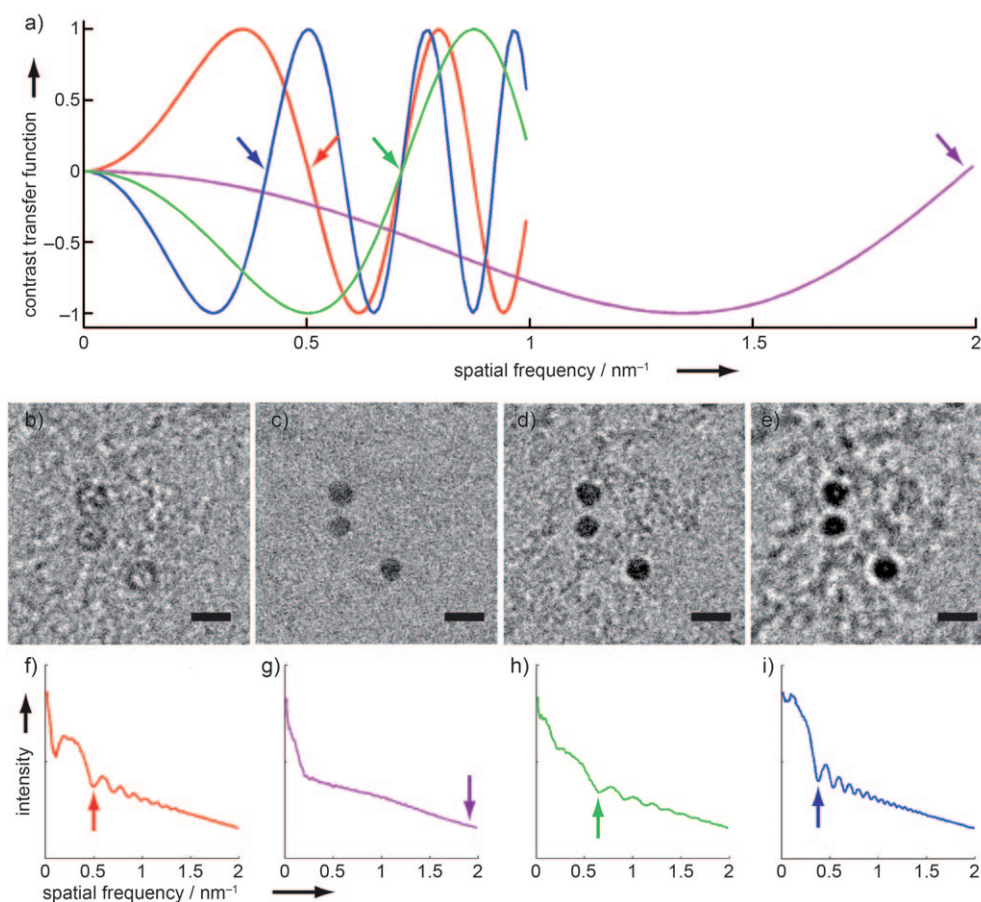 a)
contrast transfer function
1
0.5
0
−0.5
−1
0 0.5 1 1.5 2
spatial frequency / nm⁻¹
b) c) d) e)
f) g) h) i)
intensity
0 0.5 1 1.5 2 0 0.5 1 1.5 2 0 0.5 1 1.5 2 0 0.5 1 1.5 2
spatial frequency / nm⁻¹